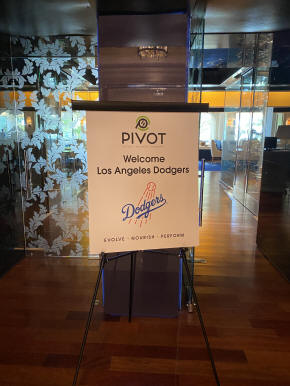 PIVOT
Welcome
Los Angeles Dodgers
Dodgers
EVOLVE · NOURISH · PERFORM